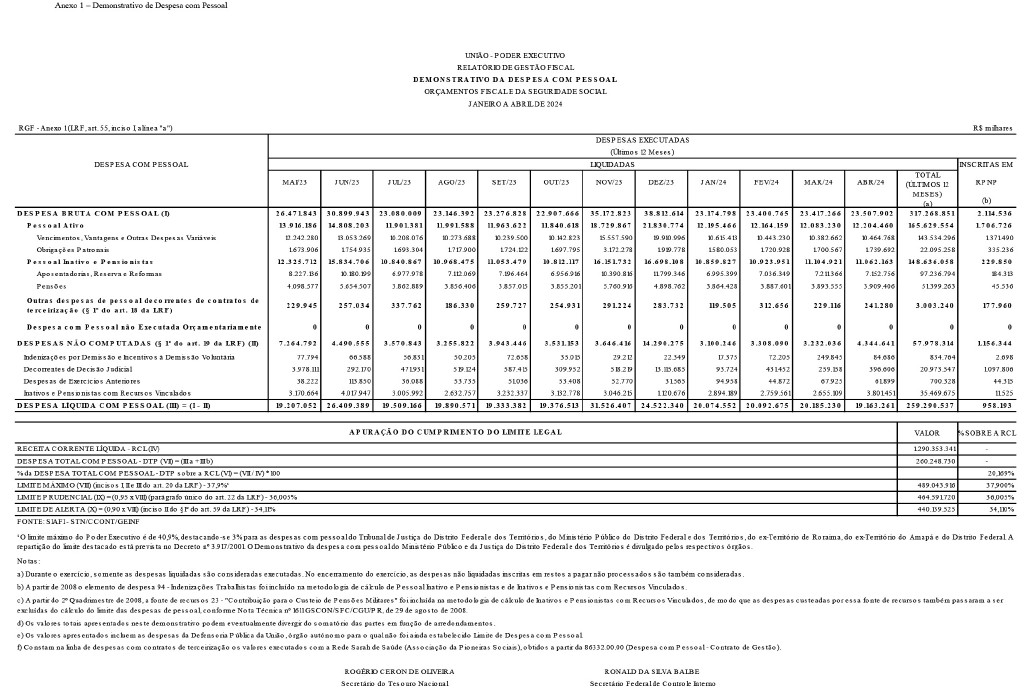 Anexo 1 – Demonstrativo de Despesa com Pessoal
UNIÃO - PODER EXECUTIVO
RELATÓRIO DE GESTÃO FISCAL
DEMONSTRATIVO DA DESPESA COM PESSOAL
ORÇAMENTOS FISCAL E DA SEGURIDADE SOCIAL
JANEIRO A ABRIL DE 2024
RGF - Anexo 1 (LRF, art. 55, inciso I, alínea "a") R$ milhares
DESPESAS EXECUTADAS
(Últimos 12 Meses)
DESPESA COM PESSOAL LIQUIDADAS INSCRITAS EM
MAI/23 JUN/23 JUL/23 AGO/23 SET/23 OUT/23 NOV/23 DEZ/23 JAN/24 FEV/24 MAR/24 ABR/24 TOTAL (ÚLTIMOS 12 MESES) (a) RPNP (b)
DESPESA BRUTA COM PESSOAL (I) 26.471.843 30.899.943 23.080.009 23.146.392 23.276.828 22.907.666 35.172.823 38.812.614 23.174.798 23.400.765 23.417.266 23.507.902 317.268.851 2.114.536
Pessoal Ativo 13.916.186 14.808.203 11.901.381 11.991.588 11.963.621 11.840.618 18.729.867 21.830.774 12.195.466 12.164.159 12.083.230 12.204.460 165.629.554 1.706.726
Vencimentos, Vantagens e Outras Despesas Variáveis 12.242.280 13.053.269 10.208.076 10.273.688 10.239.500 10.142.823 15.557.590 19.910.996 10.615.413 10.443.230 10.382.662 10.464.768 143.534.296 1.371.490
Obrigações Patronais 1.673.906 1.754.935 1.693.304 1.717.900 1.724.122 1.697.795 3.172.278 1.919.778 1.580.053 1.720.928 1.700.567 1.739.692 22.095.258 335.236
Pessoal Inativo e Pensionistas 12.325.712 15.834.706 10.840.867 10.968.475 11.053.479 10.812.117 16.151.732 16.698.108 10.859.827 10.923.951 11.104.921 11.062.163 148.636.058 229.850
Aposentadorias, Reserva e Reformas 8.227.136 10.180.199 6.977.978 7.112.069 7.196.464 6.956.916 10.390.816 11.799.346 6.995.399 7.036.349 7.211.366 7.152.756 97.236.794 184.313
Pensões 4.098.577 5.654.507 3.862.889 3.856.406 3.857.015 3.855.201 5.760.916 4.898.762 3.864.428 3.887.601 3.893.555 3.909.406 51.399.263 45.536
Outras despesas de pessoal decorrentes de contratos de
terceirização (§ 1º do art. 18 da LRF) 229.945 257.034 337.762 186.330 259.727 254.931 291.224 283.732 119.505 312.656 229.116 241.280 3.003.240 177.960
Despesa com Pessoal não Executada Orçamentariamente 0 0 0 0 0 0 0 0 0 0 0 0 0 0
DESPESAS NÃO COMPUTADAS (§ 1º do art. 19 da LRF) (II) 7.264.792 4.490.555 3.570.843 3.255.822 3.943.446 3.531.153 3.646.416 14.290.275 3.100.246 3.308.090 3.232.036 4.344.641 57.978.314 1.156.344
Indenizações por Demissão e Incentivos à Demissão Voluntária 77.794 66.588 56.831 50.205 72.658 35.015 29.212 22.349 17.375 72.205 249.845 84.686 834.764 2.698
Decorrentes de Decisão Judicial 3.978.111 292.170 471.931 519.124 587.415 309.952 518.219 13.115.685 93.724 431.452 259.158 396.606 20.973.547 1.097.806
Despesas de Exercícios Anteriores 38.222 113.850 36.088 53.735 51.036 53.408 52.770 31.565 94.958 44.872 67.925 61.899 700.328 44.315
Inativos e Pensionistas com Recursos Vinculados 3.170.664 4.017.947 3.005.992 2.632.757 3.232.337 3.132.778 3.046.215 1.120.676 2.894.189 2.759.561 2.655.109 3.801.451 35.469.675 11.525
DESPESA LÍQUIDA COM PESSOAL (III) = (I - II) 19.207.052 26.409.389 19.509.166 19.890.571 19.333.382 19.376.513 31.526.407 24.522.340 20.074.552 20.092.675 20.185.230 19.163.261 259.290.537 958.193
APURAÇÃO DO CUMPRIMENTO DO LIMITE LEGAL VALOR % SOBRE A RCL
RECEITA CORRENTE LÍQUIDA - RCL (IV) 1.290.353.341 -
DESPESA TOTAL COM PESSOAL - DTP (VII) = (III a + III b) 260.248.730 -
% da DESPESA TOTAL COM PESSOAL - DTP sobre a RCL (VI) = (VII / IV) * 100 20,169%
LIMITE MÁXIMO (VIII) (incisos I, II e III do art. 20 da LRF) - 37,9%¹ 489.043.916 37,900%
LIMITE PRUDENCIAL (IX) = (0,95 x VIII) (parágrafo único do art. 22 da LRF) - 36,005% 464.591.720 36,005%
LIMITE DE ALERTA (X) = (0,90 x VIII) (inciso II do § 1º do art. 59 da LRF) - 34,11% 440.139.525 34,110%
FONTE: SIAFI - STN/CCONT/GEINF
¹ O limite máximo do Poder Executivo é de 40,9%, destacando-se 3% para as despesas com pessoal do Tribunal de Justiça do Distrito Federal e dos Territórios, do Ministério Público do Distrito Federal e dos Territórios, do ex-Território de Roraima, do ex-Território do Amapá e do Distrito Federal. A
repartição do limite destacado está prevista no Decreto nº 3.917/2001. O Demonstrativo da despesa com pessoal do Ministério Público e da Justiça do Distrito Federal e dos Territórios é divulgado pelos respectivos órgãos.
Notas:
a) Durante o exercício, somente as despesas liquidadas são consideradas executadas. No encerramento do exercício, as despesas não liquidadas inscritas em restos a pagar não processados são também consideradas.
b) A partir de 2008 o elemento de despesa 94 - Indenizações Trabalhistas foi incluído na metodologia de cálculo de Pessoal Inativo e Pensionistas e de Inativos e Pensionistas com Recursos Vinculados.
c) A partir do 2º Quadrimestre de 2008, a fonte de recursos 23 - "Contribuição para o Custeio de Pensões Militares" foi incluída na metodologia de cálculo de Inativos e Pensionistas com Recursos Vinculados, de modo que as despesas custeadas por essa fonte de recursos também passaram a ser
excluídas do cálculo do limite das despesas de pessoal, conforme Nota Técnica nº 1611/GSCON/SFC/CGU/PR, de 29 de agosto de 2008.
d) Os valores totais apresentados neste demonstrativo podem eventualmente divergir do somatório das partes em função de arredondamentos.
e) Os valores apresentados incluem as despesas da Defensoria Pública da União, órgão autônomo para o qual não foi ainda estabelecido Limite de Despesa com Pessoal.
f) Constam na linha de despesas com contratos de terceirização os valores executados com a Rede Sarah de Saúde (Associação da Pioneiras Sociais), obtidos a partir da 86332.00.00 (Despesa com Pessoal - Contrato de Gestão).
ROGÉRIO CERON DE OLIVEIRA RONALD DA SILVA BALBE
Secretário do Tesouro Nacional Secretário Federal de Controle Interno